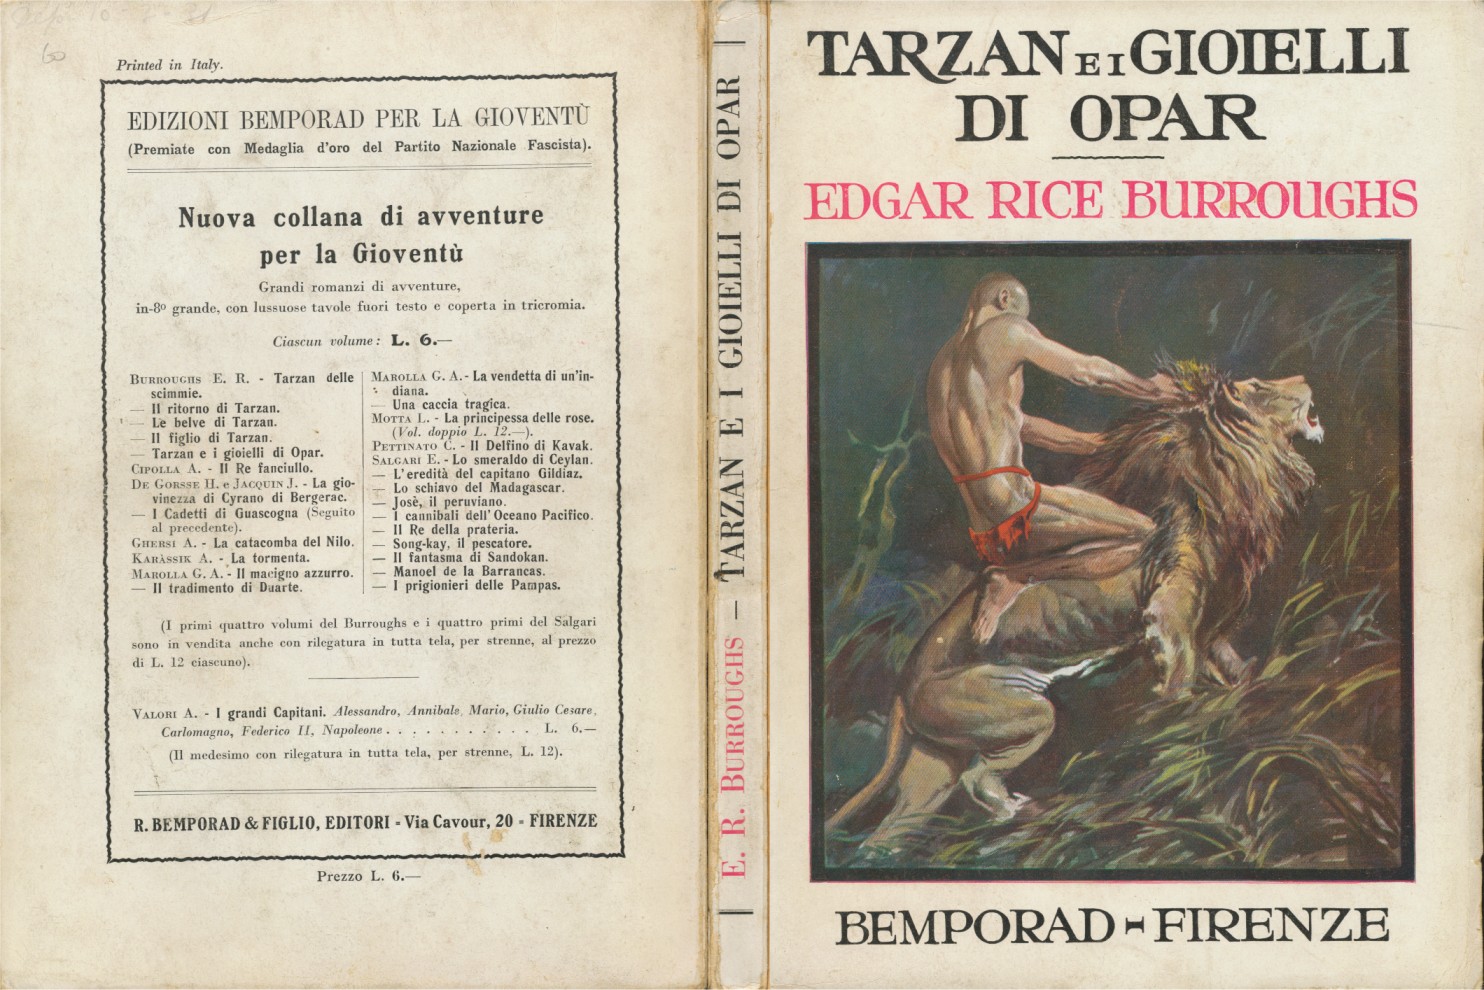 Printed in Italy.
EDIZIONI BEMPORAD PER LA GIOVENTÙ
(Premiate con Medaglia d'oro del Partito Nazionale Fascista).
Nuova collana di avventure
per la Gioventù
Grandi romanzi di avventure,
in-8º grande, con lussuose tavole fuori testo e coperta in tricromia.
Ciascun volume: L. 6.—
BURROUGHS E. R. - Tarzan delle
scimmie.
— Il ritorno di Tarzan.
— Le belve di Tarzan.
— Il figlio di Tarzan.
— Tarzan e i gioielli di Opar.
CIPOLLA A. - Il Re fanciullo.
DE GORSSE H. e JACQUIN J. - La gio-
vinezza di Cyrano di Bergerac.
— I Cadetti di Guascogna (Seguito
al precedente).
GHERSI A. - La catacomba del Nilo.
KARÀSSIK A. - La tormenta.
MAROLLA G. A. - Il macigno azzurro.
— Il tradimento di Duarte.
MAROLLA G. A. - La vendetta di un'in-
diana.
— Una caccia tragica.
MOTTA L. - La principessa delle rose.
(Vol. doppio L. 12.—).
PETTINATO C. - Il Delfino di Kavak.
SALGARI E. - Lo smeraldo di Ceylan.
— L'eredità del capitano Gildiaz.
— Lo schiavo del Madagascar.
— Josè, il peruviano.
— I cannibali dell'Oceano Pacifico.
— Il Re della prateria.
— Song-kay, il pescatore.
— Il fantasma di Sandokan.
— Manoel de la Barrancas.
— I prigionieri delle Pampas.
(I primi quattro volumi del Burroughs e i quattro primi del Salgari
sono in vendita anche con rilegatura in tutta tela, per strenne, al prezzo
di L. 12 ciascuno).
VALORI A. - I grandi Capitani. Alessandro, Annibale, Mario, Giulio Cesare,
Carlomagno, Federico II, Napoleone . . . . . . . . . . . L. 6.—
(Il medesimo con rilegatura in tutta tela, per strenne, L. 12).
R. BEMPORAD & FIGLIO, EDITORI - Via Cavour, 20 - FIRENZE
Prezzo L. 6.—
E. R. BURROUGHS — TARZAN E I GIOIELLI DI OPAR
TARZAN E I GIOIELLI
DI OPAR
EDGAR RICE BURROUGHS
BEMPORAD - FIRENZE